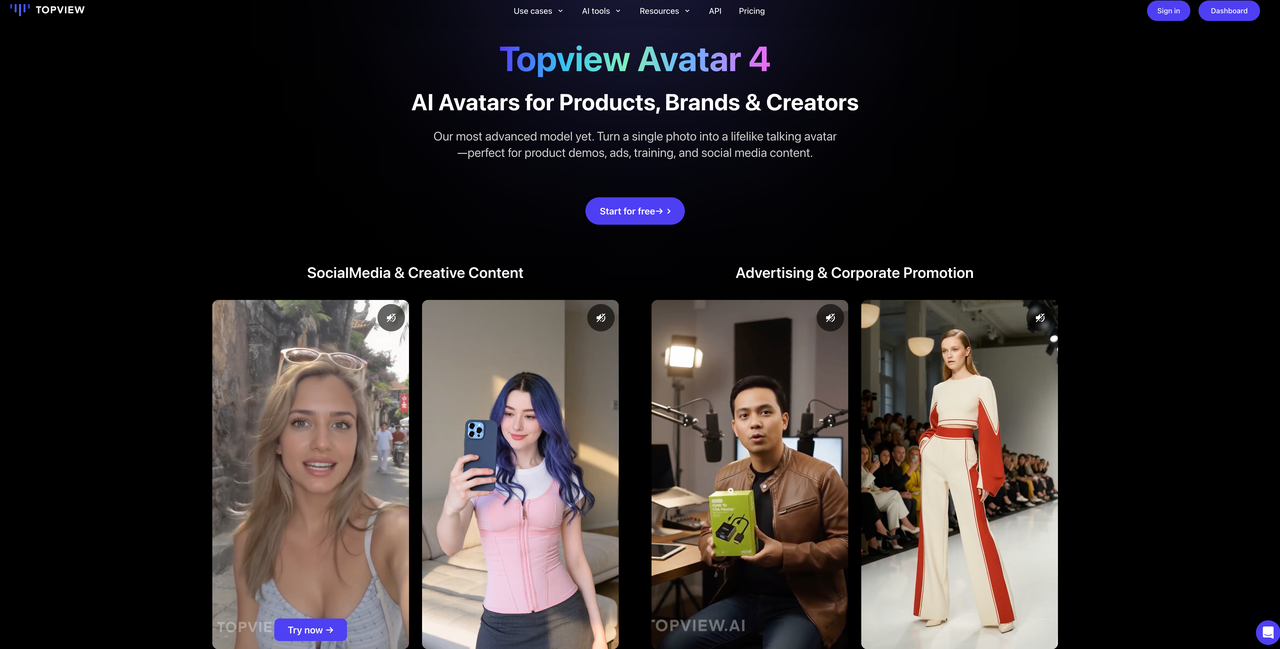 TOPVIEW
Use cases
AI tools
Resources
API
Pricing
Sign in
Dashboard
Topview Avatar 4
AI Avatars for Products, Brands & Creators
Our most advanced model yet. Turn a single photo into a lifelike talking avatar
—perfect for product demos, ads, training, and social media content.
Start for free→ ›
SocialMedia & Creative Content
Advertising & Corporate Promotion
TOPVIE
Try now →
TOPVIEW.AI